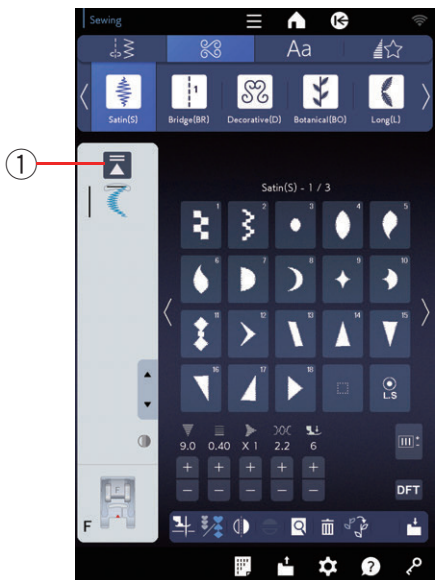 Sewing
Aa
1
Satin(S) Bridge(BR) Decorative(D) Botanical(BO) Long(L)
1
Satin(S) - 1 / 3
1 2 3 4 5
6 7 8 9 10
11 12 13 14 15
16 17 18
L.S
9.0 0.40 X 1 2.2 6
+ + + +
− − − −
DFT
F
F
?